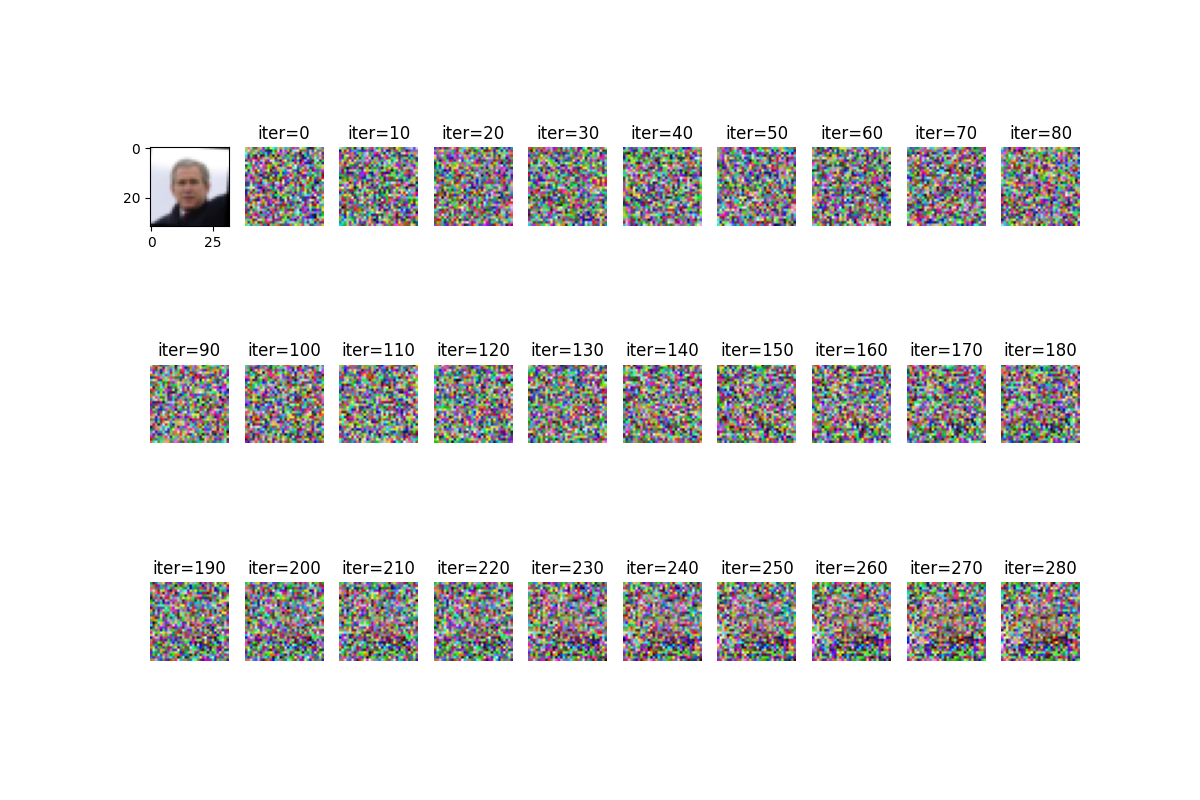 iter=0 iter=10 iter=20 iter=30 iter=40 iter=50 iter=60 iter=70 iter=80
0
20
0 25
iter=90 iter=100 iter=110 iter=120 iter=130 iter=140 iter=150 iter=160 iter=170 iter=180
iter=190 iter=200 iter=210 iter=220 iter=230 iter=240 iter=250 iter=260 iter=270 iter=280